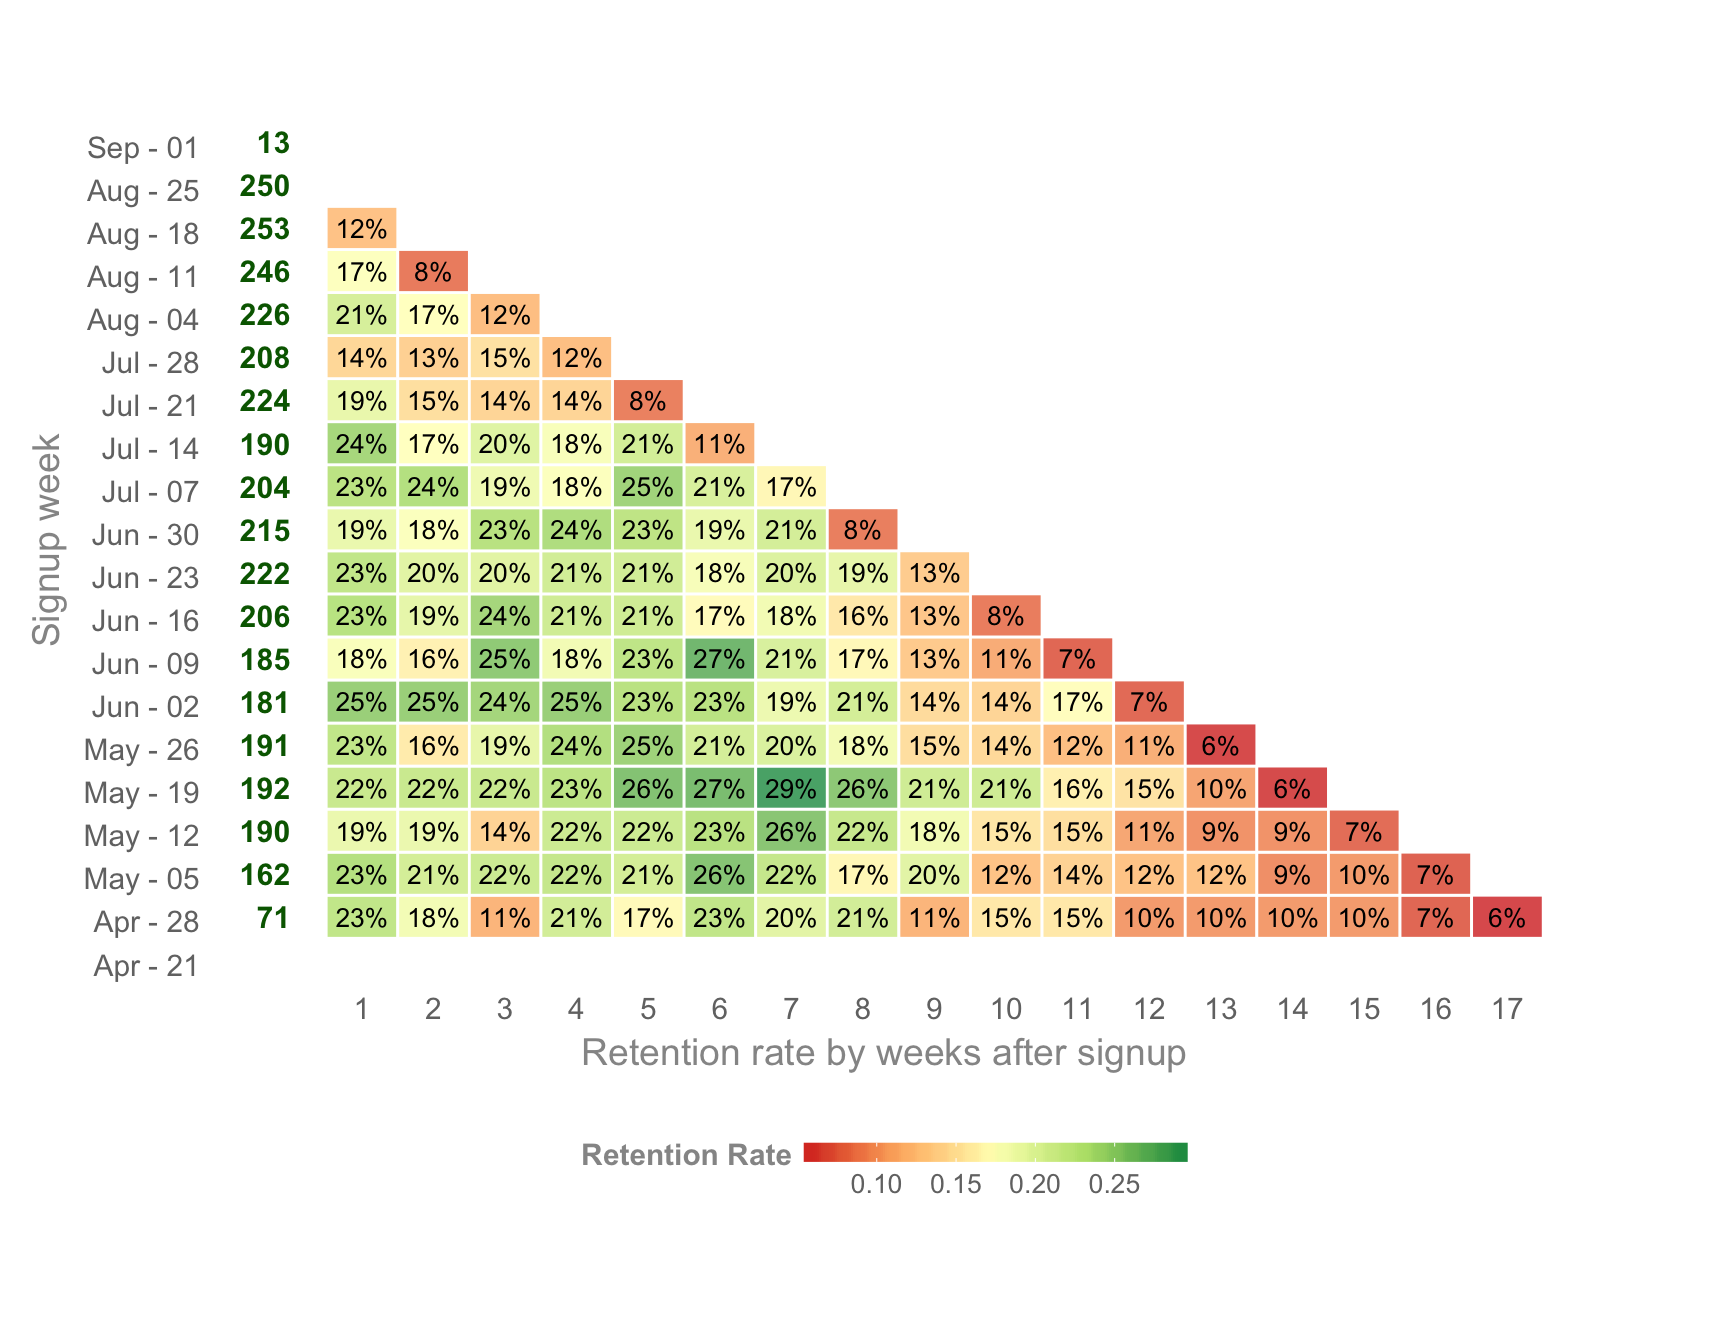 Signup week
Sep - 01 13
Aug - 25 250
Aug - 18 253 12%
Aug - 11 246 17% 8%
Aug - 04 226 21% 17% 12%
Jul - 28 208 14% 13% 15% 12%
Jul - 21 224 19% 15% 14% 14% 8%
Jul - 14 190 24% 17% 20% 18% 21% 11%
Jul - 07 204 23% 24% 19% 18% 25% 21% 17%
Jun - 30 215 19% 18% 23% 24% 23% 19% 21% 8%
Jun - 23 222 23% 20% 20% 21% 21% 18% 20% 19% 13%
Jun - 16 206 23% 19% 24% 21% 21% 17% 18% 16% 13% 8%
Jun - 09 185 18% 16% 25% 18% 23% 27% 21% 17% 13% 11% 7%
Jun - 02 181 25% 25% 24% 25% 23% 23% 19% 21% 14% 14% 17% 7%
May - 26 191 23% 16% 19% 24% 25% 21% 20% 18% 15% 14% 12% 11% 6%
May - 19 192 22% 22% 22% 23% 26% 27% 29% 26% 21% 21% 16% 15% 10% 6%
May - 12 190 19% 19% 14% 22% 22% 23% 26% 22% 18% 15% 15% 11% 9% 9% 7%
May - 05 162 23% 21% 22% 22% 21% 26% 22% 17% 20% 12% 14% 12% 12% 9% 10% 7%
Apr - 28 71 23% 18% 11% 21% 17% 23% 20% 21% 11% 15% 15% 10% 10% 10% 10% 7% 6%
Apr - 21
1 2 3 4 5 6 7 8 9 10 11 12 13 14 15 16 17
Retention rate by weeks after signup
Retention Rate
0.10 0.15 0.20 0.25